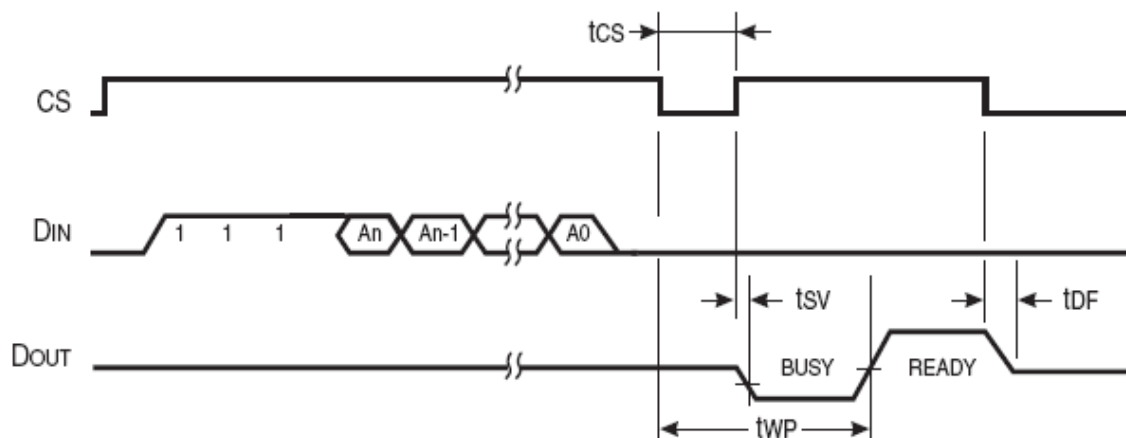 tCS
CS
DIN 1 1 1 An An-1 A0
tSV tDF
DOUT BUSY READY
tWP